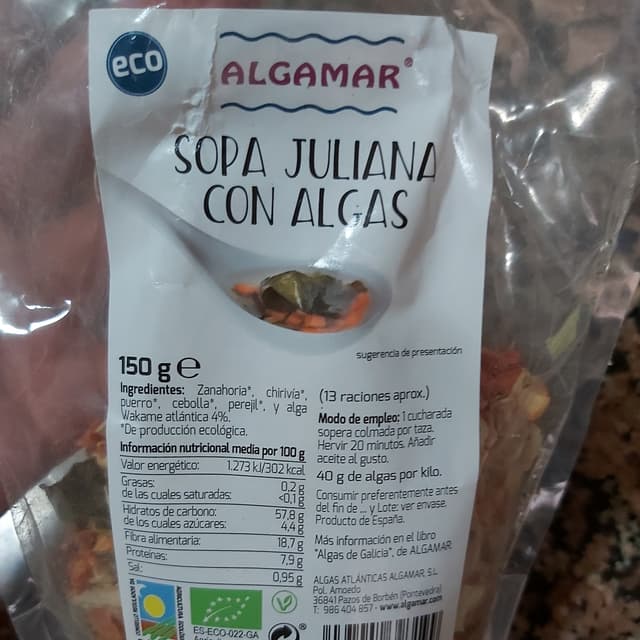 eco
ALGAMAR®
SOPA JULIANA
CON ALGAS
sugerencia de presentación
150 g e
Ingredientes: Zanahoria*, chirivía*,
puerro*, cebolla*, perejil*, y alga
Wakame atlántica 4%.
*De producción ecológica.
Información nutricional media por 100 g
Valor energético: 1.273 kJ/302 kcal
Grasas: 0,2 g
de las cuales saturadas: <0,1 g
Hidratos de carbono: 57,8 g
de los cuales azúcares: 4,4 g
Fibra alimentaria: 18,7 g
Proteínas: 7,9 g
Sal: 0,95 g
(13 raciones aprox.)
Modo de empleo: 1 cucharada
sopera colmada por taza.
Hervir 20 minutos. Añadir
aceite al gusto.
40 g de algas por kilo.
Consumir preferentemente antes
del fin de ... y Lote: ver envase.
Producto de España.
Más información en el libro
"Algas de Galicia", de ALGAMAR.
ALGAS ATLÁNTICAS ALGAMAR, S.L.
Pol. Amoedo
36841 Pazos de Borbén (Pontevedra)
T: 986 404 857 - www.algamar.com
ES-ECO-022-GA